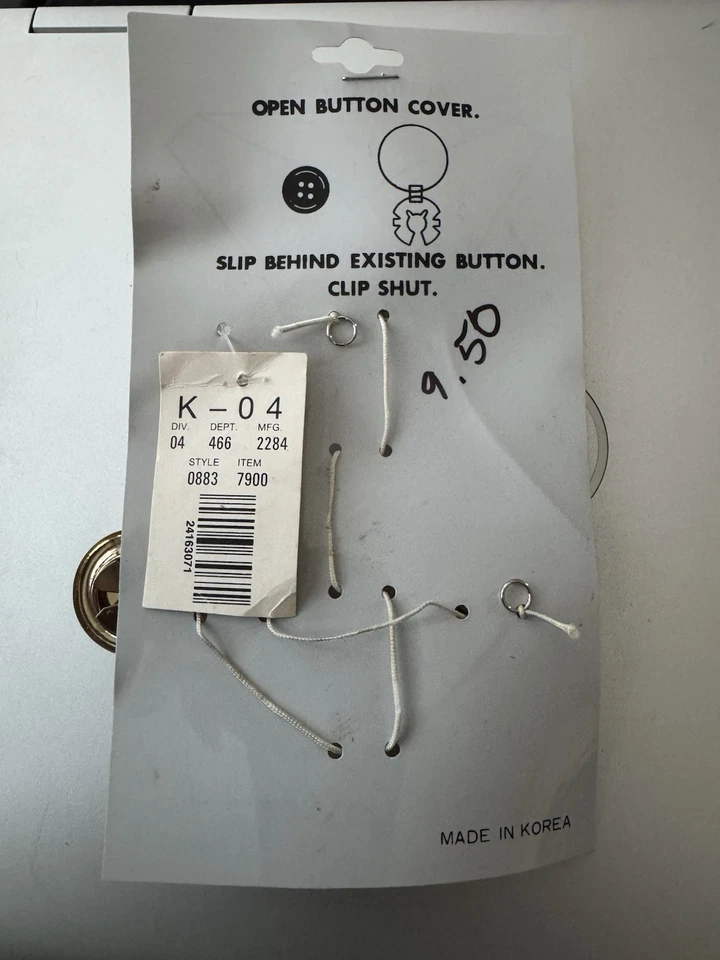 OPEN BUTTON COVER.
SLIP BEHIND EXISTING BUTTON.
CLIP SHUT.
9.50
K-04
DIV. DEPT. MFG.
04 466 2284
STYLE ITEM
0883 7900
24163071
MADE IN KOREA